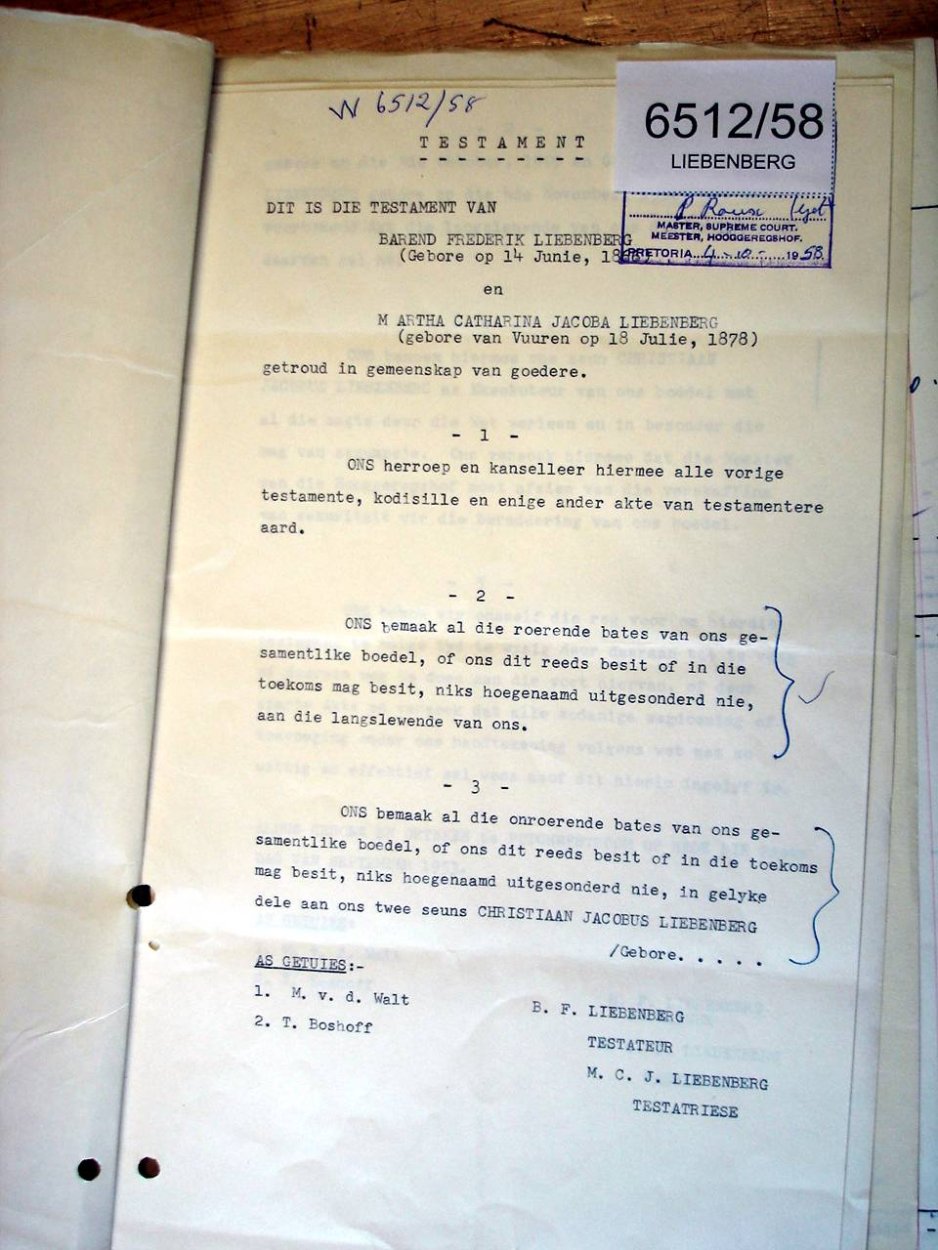 W 6512/58
6512/58
LIEBENBERG
TESTAMENT
MASTER, SUPREME COURT.
MEESTER, HOOGGEREGSHOF.
PRETORIA 4-10-1958
DIT IS DIE TESTAMENT VAN
BAREND FREDERIK LIEBENBERG
(Gebore op 14 Junie,
en
M ARTHA CATHARINA JACOBA LIEBENBERG
(gebore van Vuuren op 18 Julie, 1878)
getroud in gemeenskap van goedere.
- 1 -
ONS herroep en kanselleer hiermee alle vorige
testamente, kodisille en enige ander akte van testamentere
aard.
- 2 -
ONS bemaak al die roerende bates van ons ge-
samentlike boedel, of ons dit reeds besit of in die
toekoms mag besit, niks hoegenaamd uitgesonderd nie,
aan die langslewende van ons.
- 3 -
ONS bemaak al die onroerende bates van ons ge-
samentlike boedel, of ons dit reeds besit of in die toekoms
mag besit, niks hoegenaamd uitgesonderd nie, in gelyke
dele aan ons twee seuns CHRISTIAAN JACOBUS LIEBENBERG
/Gebore. . . . .
AS GETUIES:-
1. M. v. d. Walt
2. T. Boshoff
B. F. LIEBENBERG
TESTATEUR
M. C. J. LIEBENBERG
TESTATRIESE